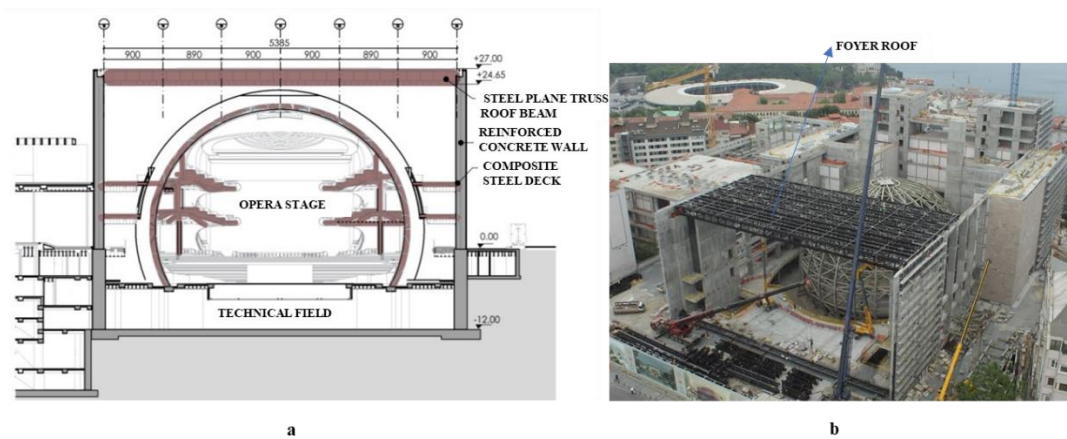 5385
900 890 900 900 890 900
+27.00
+24.65
STEEL PLANE TRUSS
ROOF BEAM
REINFORCED
CONCRETE WALL
COMPOSITE
STEEL DECK
OPERA STAGE
0.00
TECHNICAL FIELD
-12.00
a
FOYER ROOF
b